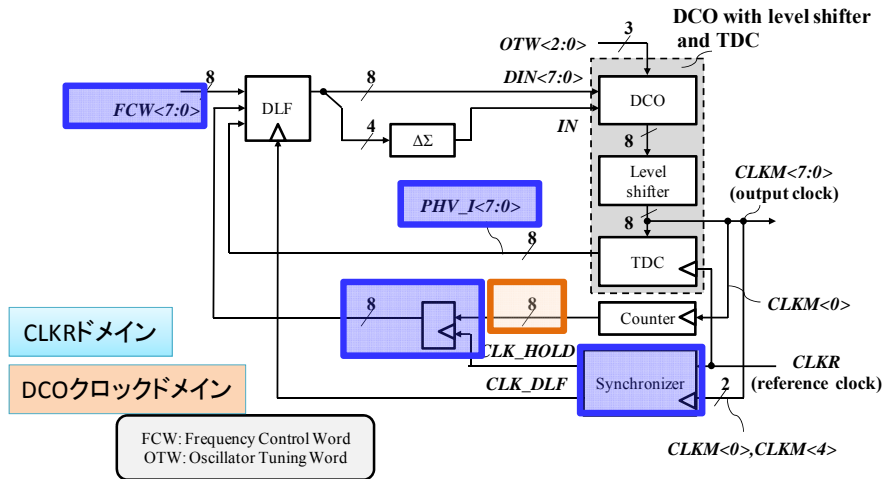 DCO with level shifter
and TDC
OTW<2:0>
3
8
FCW<7:0>
DLF
8
DIN<7:0>
DCO
4
ΔΣ
IN
8
Level
shifter
CLKM<7:0>
(output clock)
PHV_I<7:0>
8
8
TDC
CLKM<0>
8
8
Counter
CLKRドメイン
CLK_HOLD
CLKR
(reference clock)
DCOクロックドメイン
CLK_DLF
Synchronizer
2
CLKM<0>,CLKM<4>
FCW: Frequency Control Word
OTW: Oscillator Tuning Word